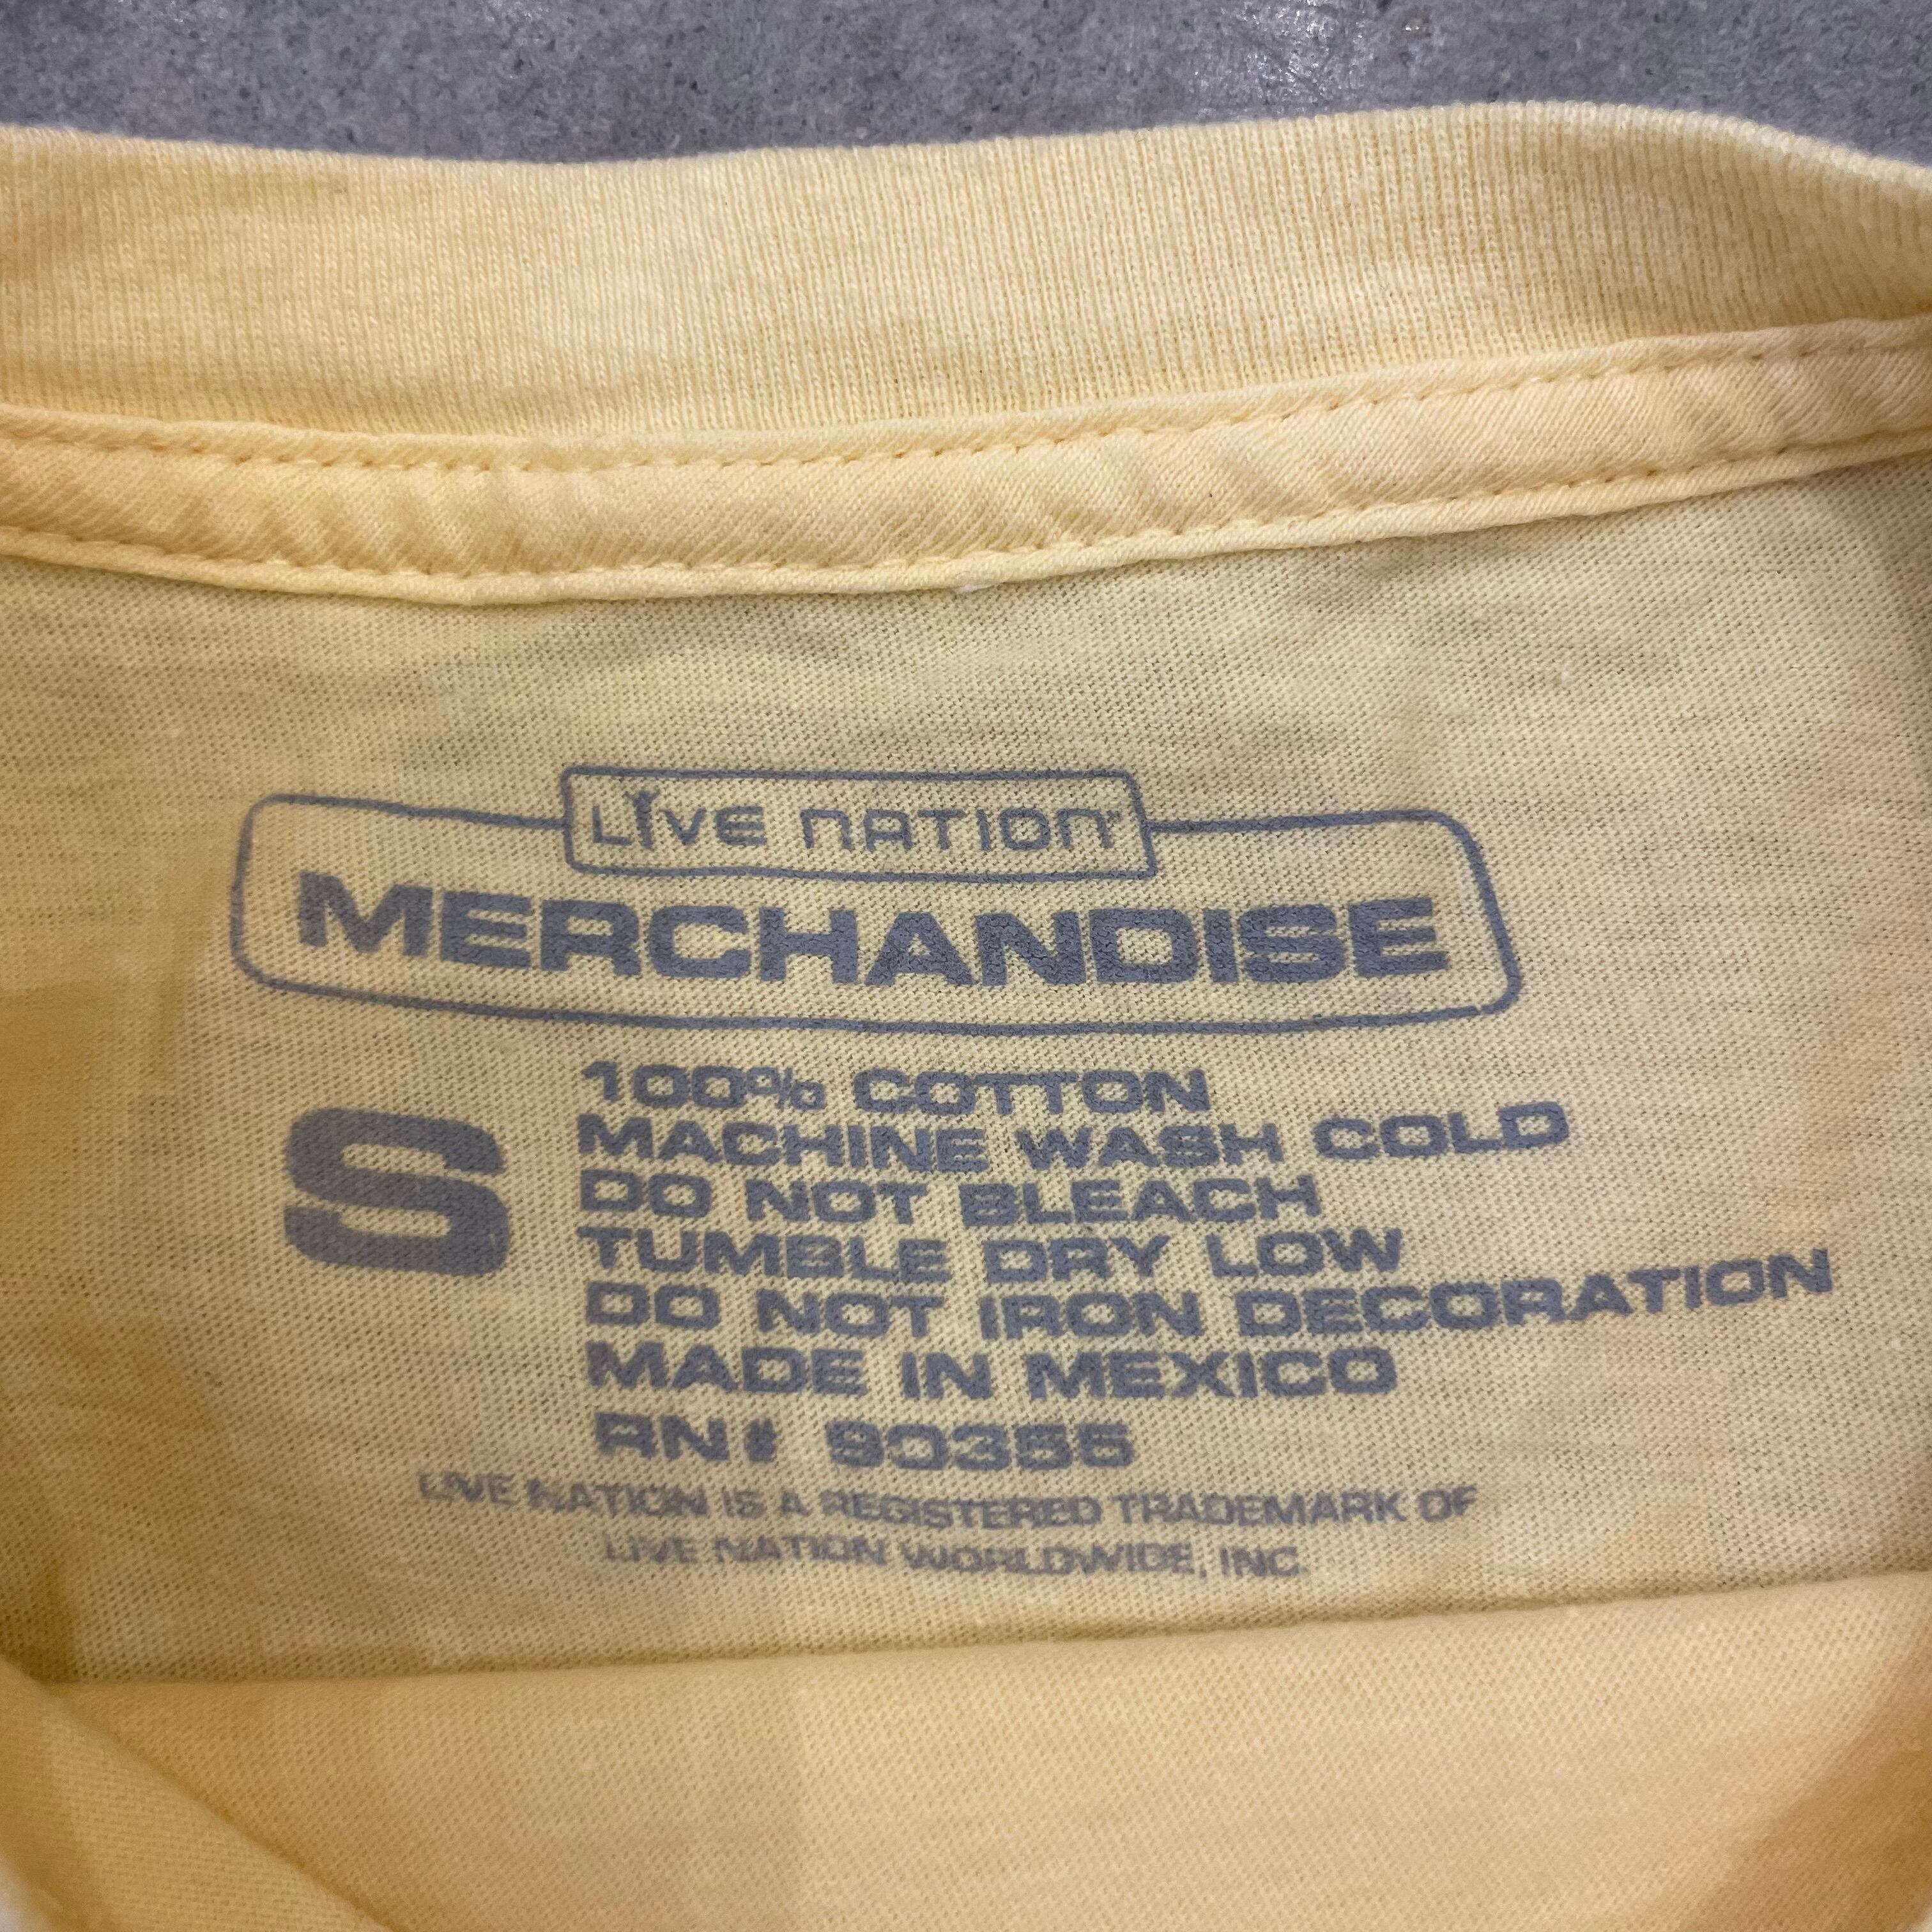 LIVE NATION™
MERCHANDISE
S
100% COTTON
MACHINE WASH COLD
DO NOT BLEACH
TUMBLE DRY LOW
DO NOT IRON DECORATION
MADE IN MEXICO
RN# 90355
LIVE NATION IS A REGISTERED TRADEMARK OF
LIVE NATION WORLDWIDE, INC.